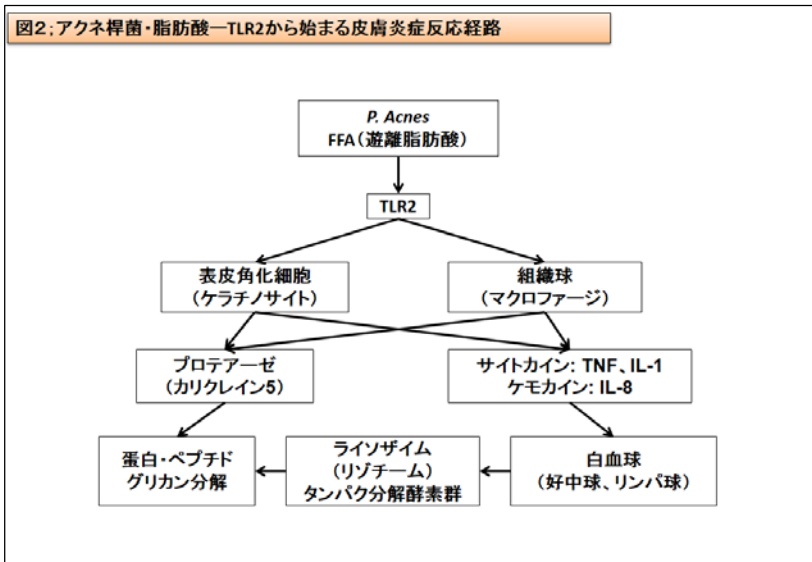 図2;アクネ桿菌・脂肪酸―TLR2から始まる皮膚炎症反応経路
P. Acnes
FFA(遊離脂肪酸)
TLR2
表皮角化細胞
(ケラチノサイト)
組織球
(マクロファージ)
プロテアーゼ
(カリクレイン5)
サイトカイン: TNF、IL-1
ケモカイン: IL-8
蛋白・ペプチド
グリカン分解
ライソザイム
(リゾチーム)
タンパク分解酵素群
白血球
(好中球、リンパ球)